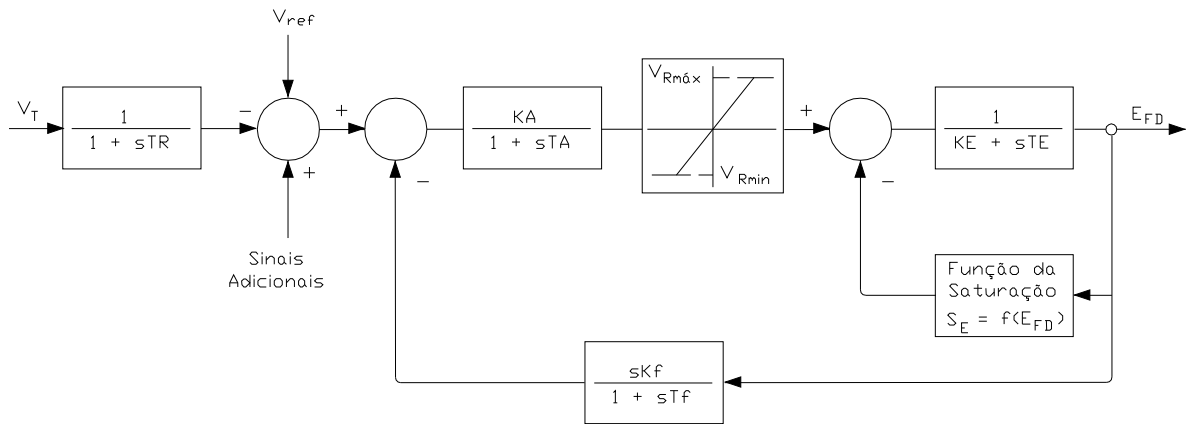 V_ref
V_T
1
1 + sTR
−
+
Sinais
Adicionais
+
−
KA
1 + sTA
V_Rmáx
V_Rmin
+
−
1
KE + sTE
E_FD
Função da
Saturação
S_E = f(E_FD)
sKf
1 + sTf